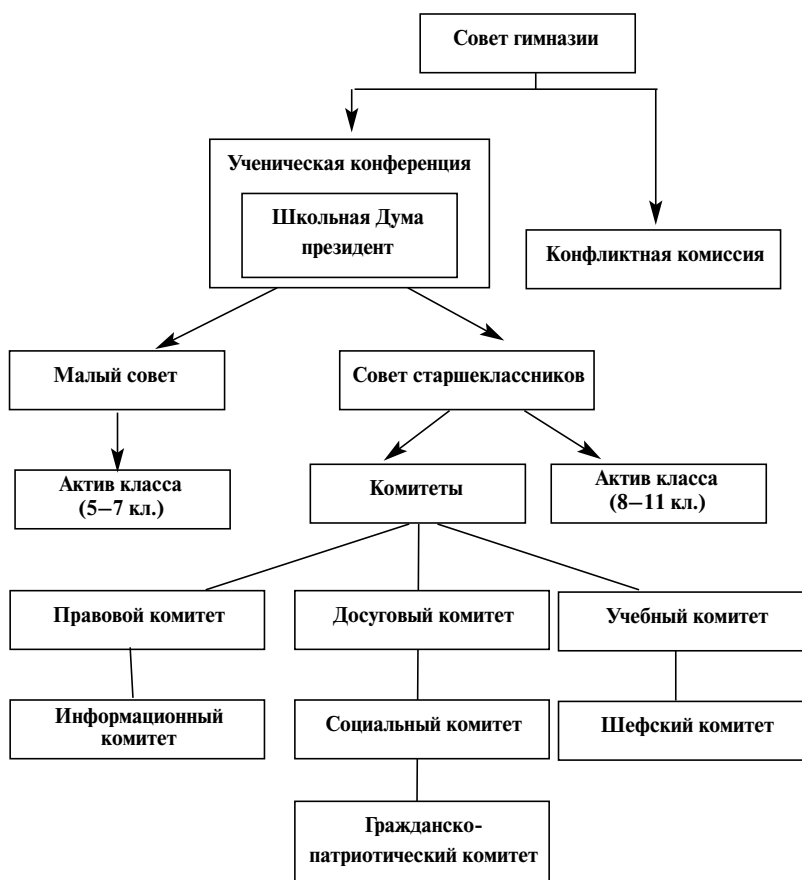 Совет гимназии
Ученическая конференция
Школьная Дума
президент
Конфликтная комиссия
Малый совет
Совет старшеклассников
Актив класса
(5–7 кл.)
Комитеты
Актив класса
(8–11 кл.)
Правовой комитет
Досуговый комитет
Учебный комитет
Информационный
комитет
Социальный комитет
Шефский комитет
Гражданско-
патриотический комитет